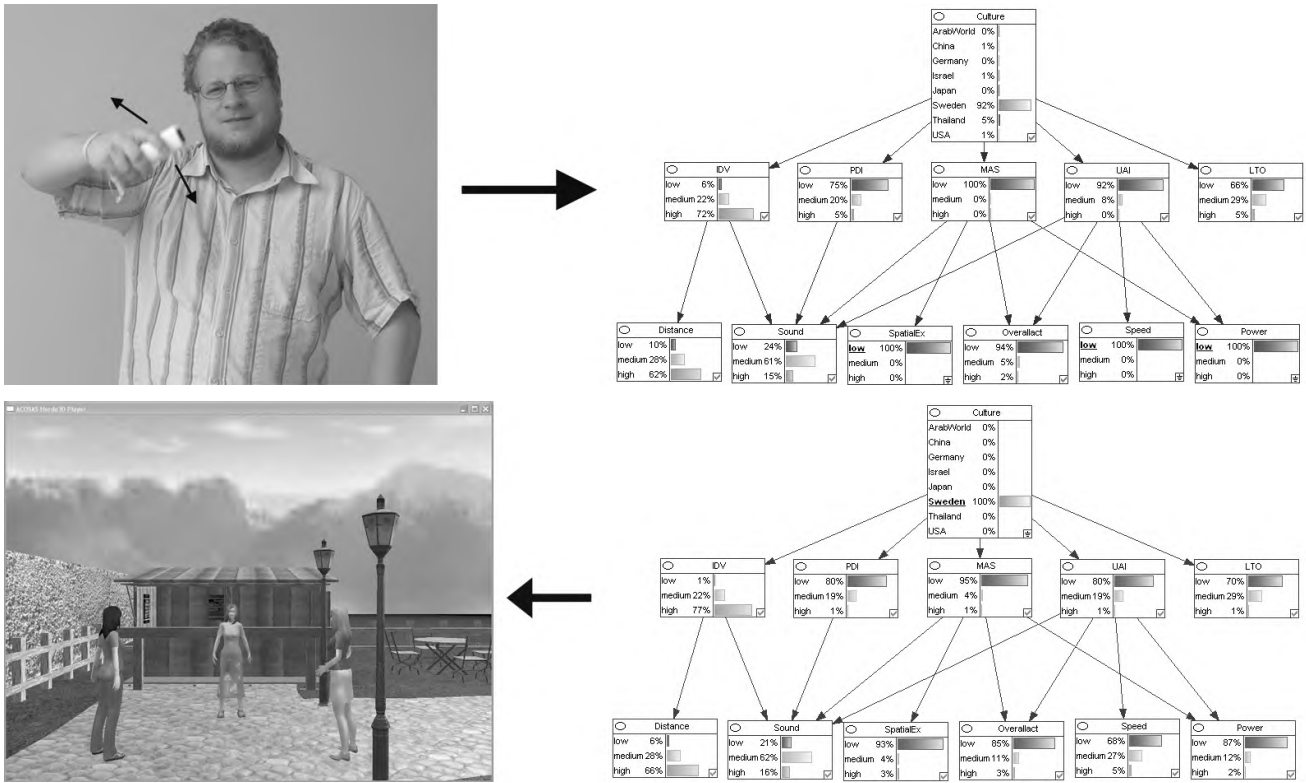 Culture
ArabWorld 0%
China 1%
Germany 0%
Israel 1%
Japan 0%
Sweden 92%
Thailand 5%
USA 1%
IDV
low 6%
medium 22%
high 72%
PDI
low 75%
medium 20%
high 5%
MAS
low 100%
medium 0%
high 0%
UAI
low 92%
medium 8%
high 0%
LTO
low 66%
medium 29%
high 5%
Distance
low 10%
medium 28%
high 62%
Sound
low 24%
medium 61%
high 15%
SpatialEx
low 100%
medium 0%
high 0%
Overallact
low 94%
medium 5%
high 2%
Speed
low 100%
medium 0%
high 0%
Power
low 100%
medium 0%
high 0%
Culture
ArabWorld 0%
China 0%
Germany 0%
Israel 0%
Japan 0%
Sweden 100%
Thailand 0%
USA 0%
IDV
low 1%
medium 22%
high 77%
PDI
low 80%
medium 19%
high 1%
MAS
low 95%
medium 4%
high 1%
UAI
low 80%
medium 19%
high 1%
LTO
low 70%
medium 29%
high 1%
Distance
low 6%
medium 28%
high 66%
Sound
low 21%
medium 62%
high 16%
SpatialEx
low 93%
medium 4%
high 3%
Overallact
low 85%
medium 11%
high 3%
Speed
low 68%
medium 27%
high 5%
Power
low 87%
medium 12%
high 2%